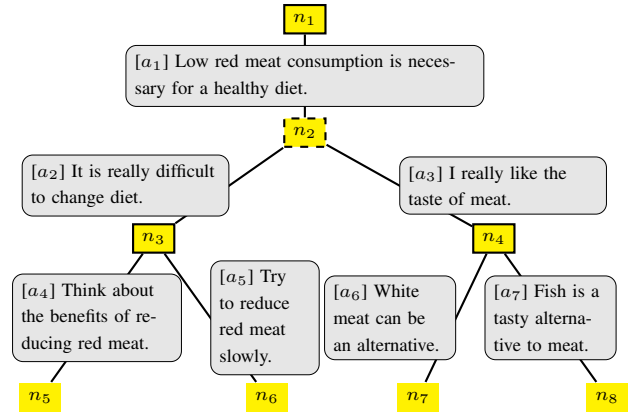 n1
[a1] Low red meat consumption is neces-
sary for a healthy diet.
n2
[a2] It is really difficult
to change diet.
[a3] I really like the
taste of meat.
n3
n4
[a4] Think about
the benefits of re-
ducing red meat.
[a5] Try
to reduce
red meat
slowly.
[a6] White
meat can be
an alternative.
[a7] Fish is a
tasty alterna-
tive to meat.
n5
n6
n7
n8